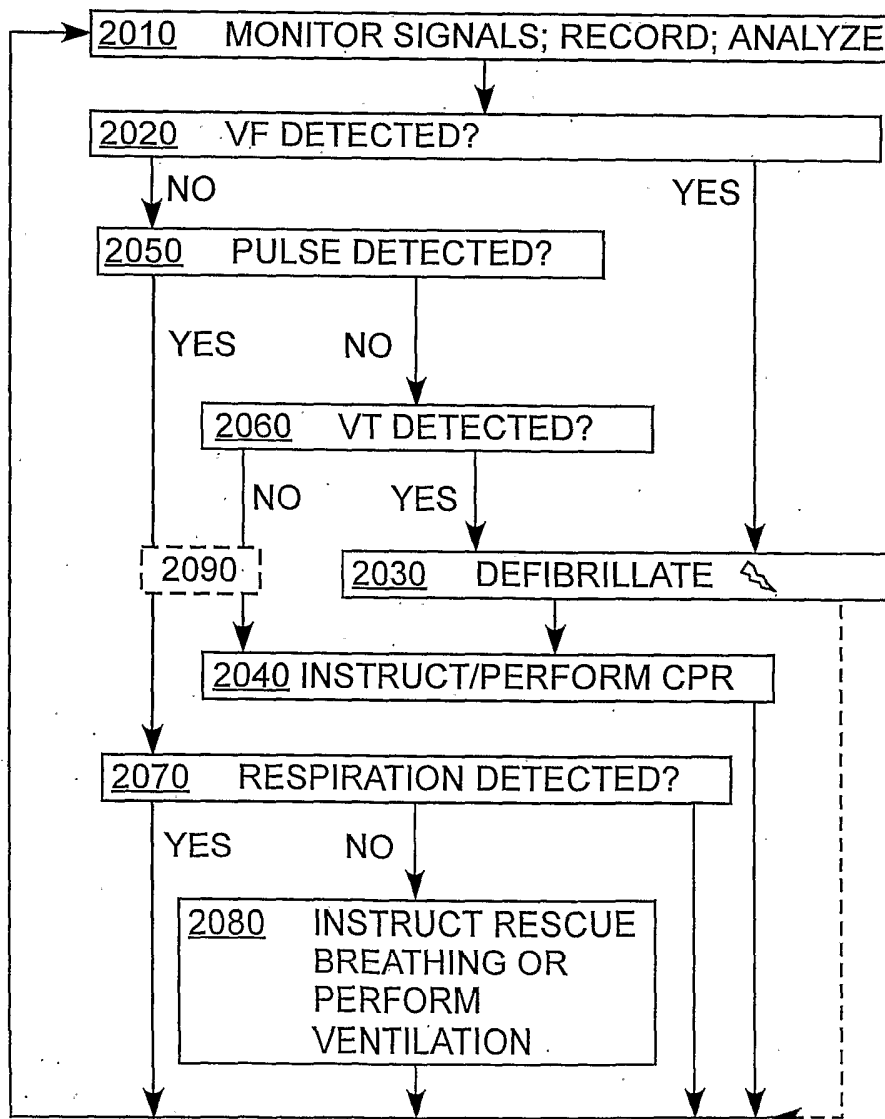 2010 MONITOR SIGNALS; RECORD; ANALYZE
2020 VF DETECTED?
NO
YES
2050 PULSE DETECTED?
YES
NO
2060 VT DETECTED?
NO
YES
2090
2030 DEFIBRILLATE
2040 INSTRUCT/PERFORM CPR
2070 RESPIRATION DETECTED?
YES
NO
2080 INSTRUCT RESCUE
BREATHING OR
PERFORM
VENTILATION